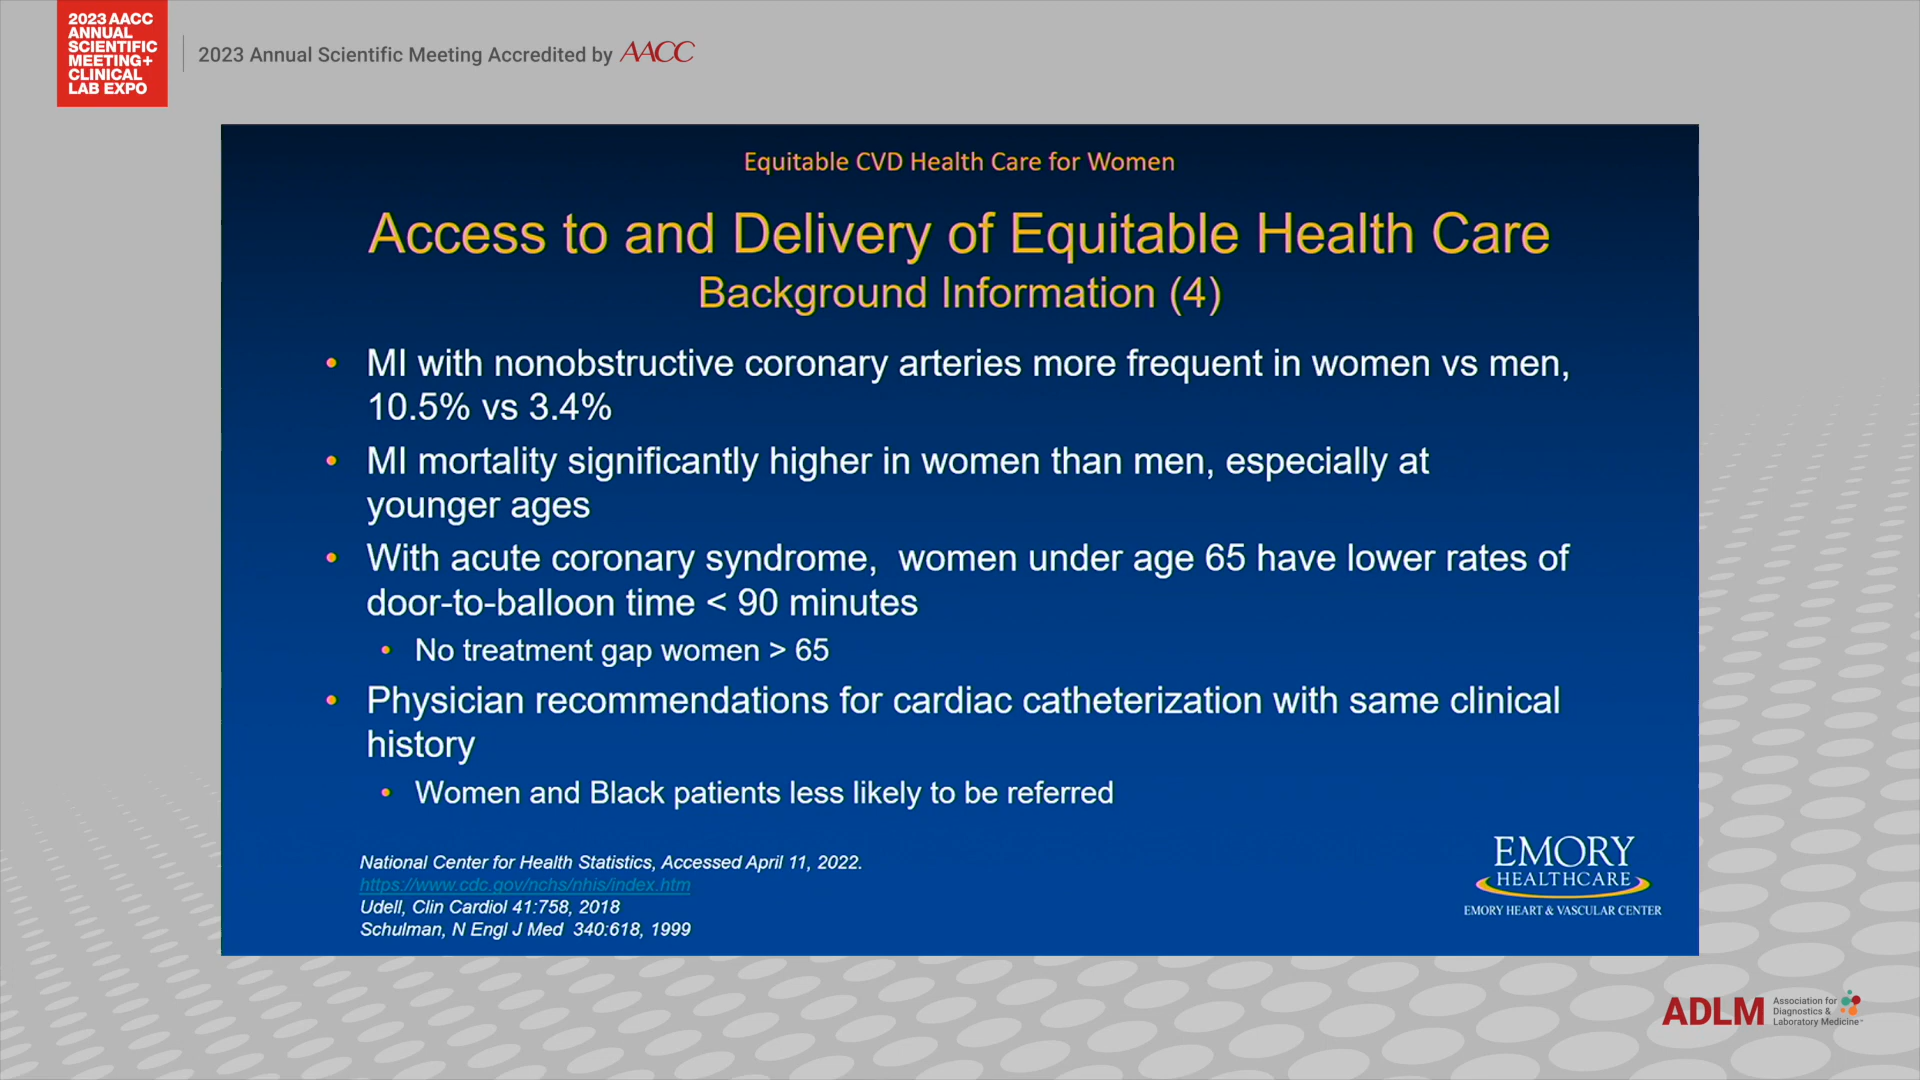 2023 AACC
ANNUAL
SCIENTIFIC
MEETING+
CLINICAL
LAB EXPO
2023 Annual Scientific Meeting Accredited by AACC
Equitable CVD Health Care for Women
Access to and Delivery of Equitable Health Care
Background Information (4)
• MI with nonobstructive coronary arteries more frequent in women vs men,
10.5% vs 3.4%
• MI mortality significantly higher in women than men, especially at
younger ages
• With acute coronary syndrome, women under age 65 have lower rates of
door-to-balloon time < 90 minutes
• No treatment gap women > 65
• Physician recommendations for cardiac catheterization with same clinical
history
• Women and Black patients less likely to be referred
National Center for Health Statistics, Accessed April 11, 2022.
https://www.cdc.gov/nchs/nhis/index.htm
Udell, Clin Cardiol 41:758, 2018
Schulman, N Engl J Med 340:618, 1999
EMORY
HEALTHCARE
EMORY HEART & VASCULAR CENTER
ADLM
Association for
Diagnostics &
Laboratory Medicine